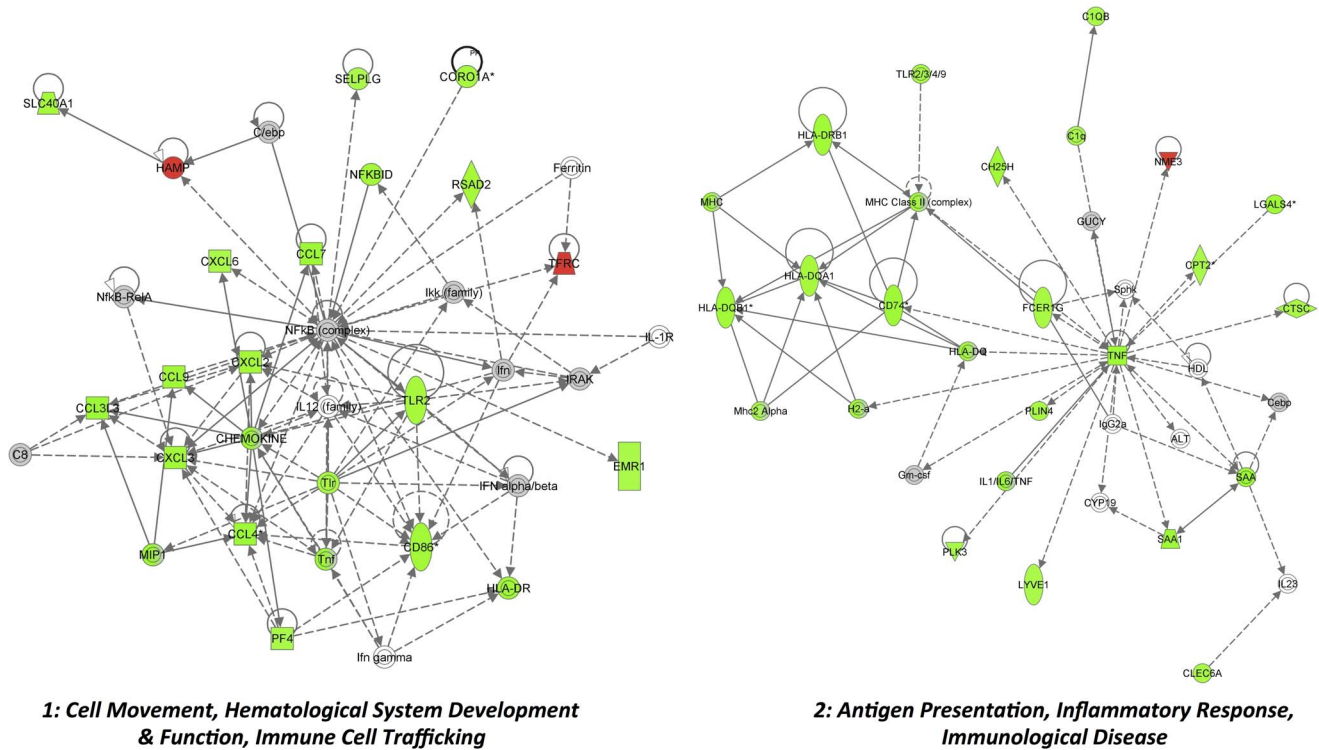 SELPLG
CORO1A*
PP
SLC40A1
C/ebp
HAMP
NFKBID
RSAD2
Ferritin
CXCL6
CCL7
TFRC
NfkB-RelA
Ikk (family)
NFkB (complex)
IL-1R
CXCL2
Ifn
IRAK
CCL9
CCL3L3
IL12 (family)
TLR2
C8
CHEMOKINE
CXCL3
EMR1
Tlr
IFN alpha/beta
CCL4*
MIP1
Tnf
CD86*
HLA-DR
PF4
Ifn gamma
1: Cell Movement, Hematological System Development
& Function, Immune Cell Trafficking
C1QB
TLR2/3/4/9
HLA-DRB1
C1q
CH25H
NME3
MHC
MHC Class II (complex)
GUCY
LGALS4*
HLA-DQA1
CPT2*
HLA-DQB1*
CD74*
FCER1G
Sphk
CTSC
HLA-DQ
TNF
HDL
Mhc2 Alpha
H2-a
PLIN4
IgG2a
ALT
Cebp
Gm-csf
IL1/IL6/TNF
CYP19
SAA
PLK3
SAA1
LYVE1
IL23
CLEC6A
2: Antigen Presentation, Inflammatory Response,
Immunological Disease